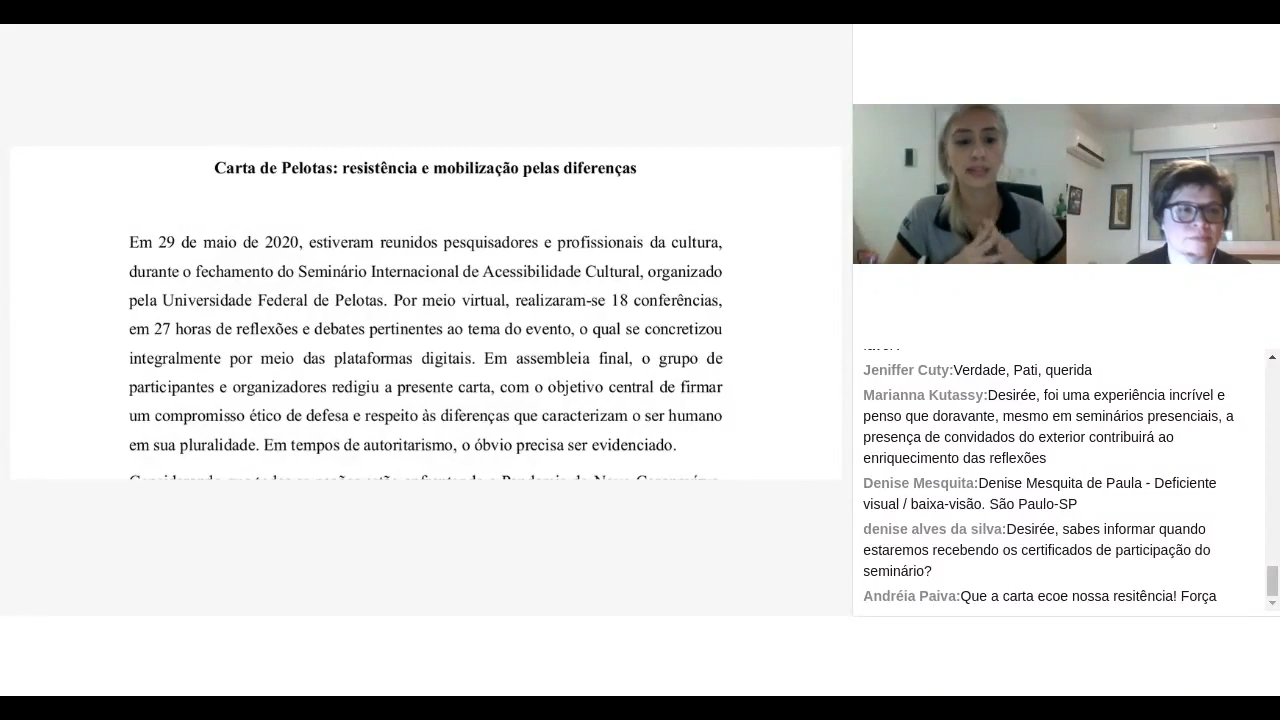 Carta de Pelotas: resistência e mobilização pelas diferenças
Em 29 de maio de 2020, estiveram reunidos pesquisadores e profissionais da cultura,
durante o fechamento do Seminário Internacional de Acessibilidade Cultural, organizado
pela Universidade Federal de Pelotas. Por meio virtual, realizaram-se 18 conferências,
em 27 horas de reflexões e debates pertinentes ao tema do evento, o qual se concretizou
integralmente por meio das plataformas digitais. Em assembleia final, o grupo de
participantes e organizadores redigiu a presente carta, com o objetivo central de firmar
um compromisso ético de defesa e respeito às diferenças que caracterizam o ser humano
em sua pluralidade. Em tempos de autoritarismo, o óbvio precisa ser evidenciado.
Jeniffer Cuty:Verdade, Pati, querida
Marianna Kutassy:Desirée, foi uma experiência incrível e
penso que doravante, mesmo em seminários presenciais, a
presença de convidados do exterior contribuirá ao
enriquecimento das reflexões
Denise Mesquita:Denise Mesquita de Paula - Deficiente
visual / baixa-visão. São Paulo-SP
denise alves da silva:Desirée, sabes informar quando
estaremos recebendo os certificados de participação do
seminário?
Andréia Paiva:Que a carta ecoe nossa resitência! Força